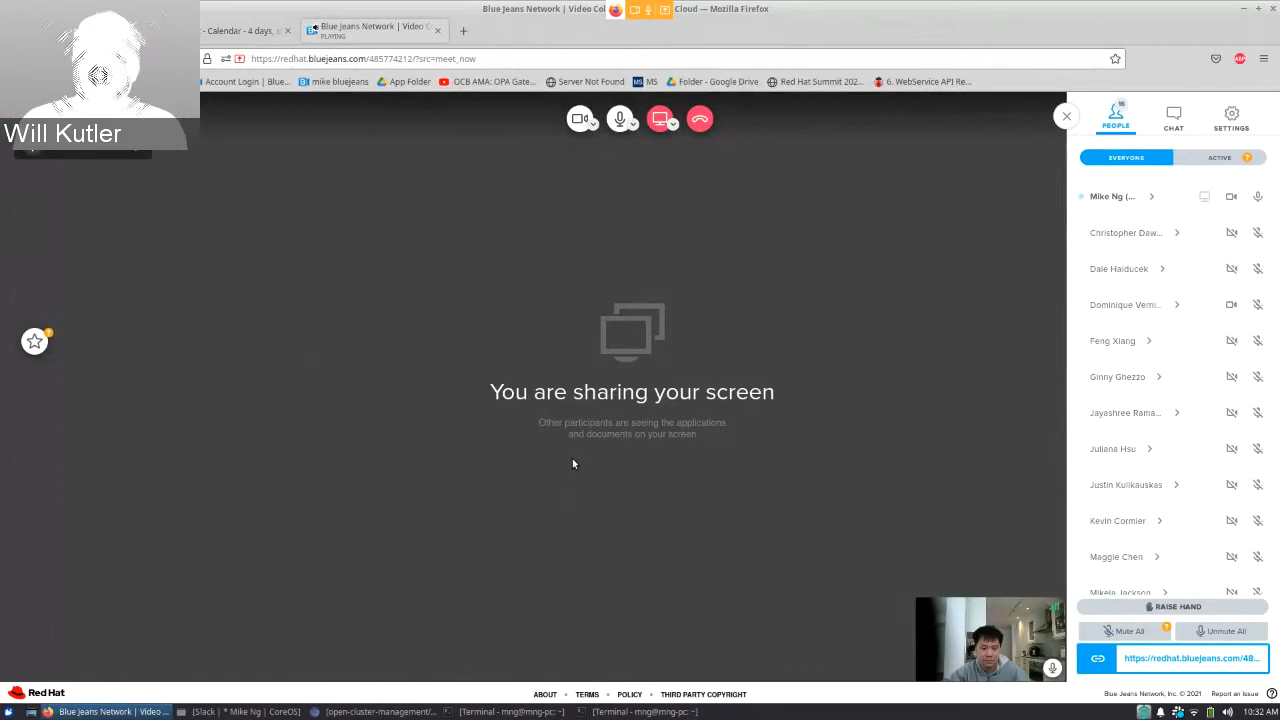 Blue Jeans Network | Video Col
Cloud — Mozilla Firefox
- Calendar - 4 days, s
Blue Jeans Network | Video Co
PLAYING
https://redhat.bluejeans.com/485774212/?src=meet_now
ABP
Account Login | Blue...
mike bluejeans
App Folder
OCB AMA: OPA Gate...
Server Not Found
MS
MS
Folder - Google Drive
Red Hat Summit 202...
6. WebService API Re...
Will Kutler
16
PEOPLE
CHAT
SETTINGS
EVERYONE
ACTIVE
?
Mike Ng (...
Christopher Daw...
Dale Haiducek
Dominique Verni...
Feng Xiang
Ginny Ghezzo
Jayashree Rama...
Juliana Hsu
Justin Kulikauskas
Kevin Cormier
Maggie Chen
Mikela Jackson
You are sharing your screen
Other participants are seeing the applications
and documents on your screen
RAISE HAND
Mute All
?
Unmute All
https://redhat.bluejeans.com/48...
Red Hat
ABOUT • TERMS • POLICY • THIRD PARTY COPYRIGHT
Blue Jeans Network, Inc. © 2021
Report an Issue
?
Blue Jeans Network | Video ...
[Slack | * Mike Ng | CoreOS]
[open-cluster-management/...
[Terminal - mng@mng-pc: ~]
[Terminal - mng@mng-pc: ~]
10:32 AM